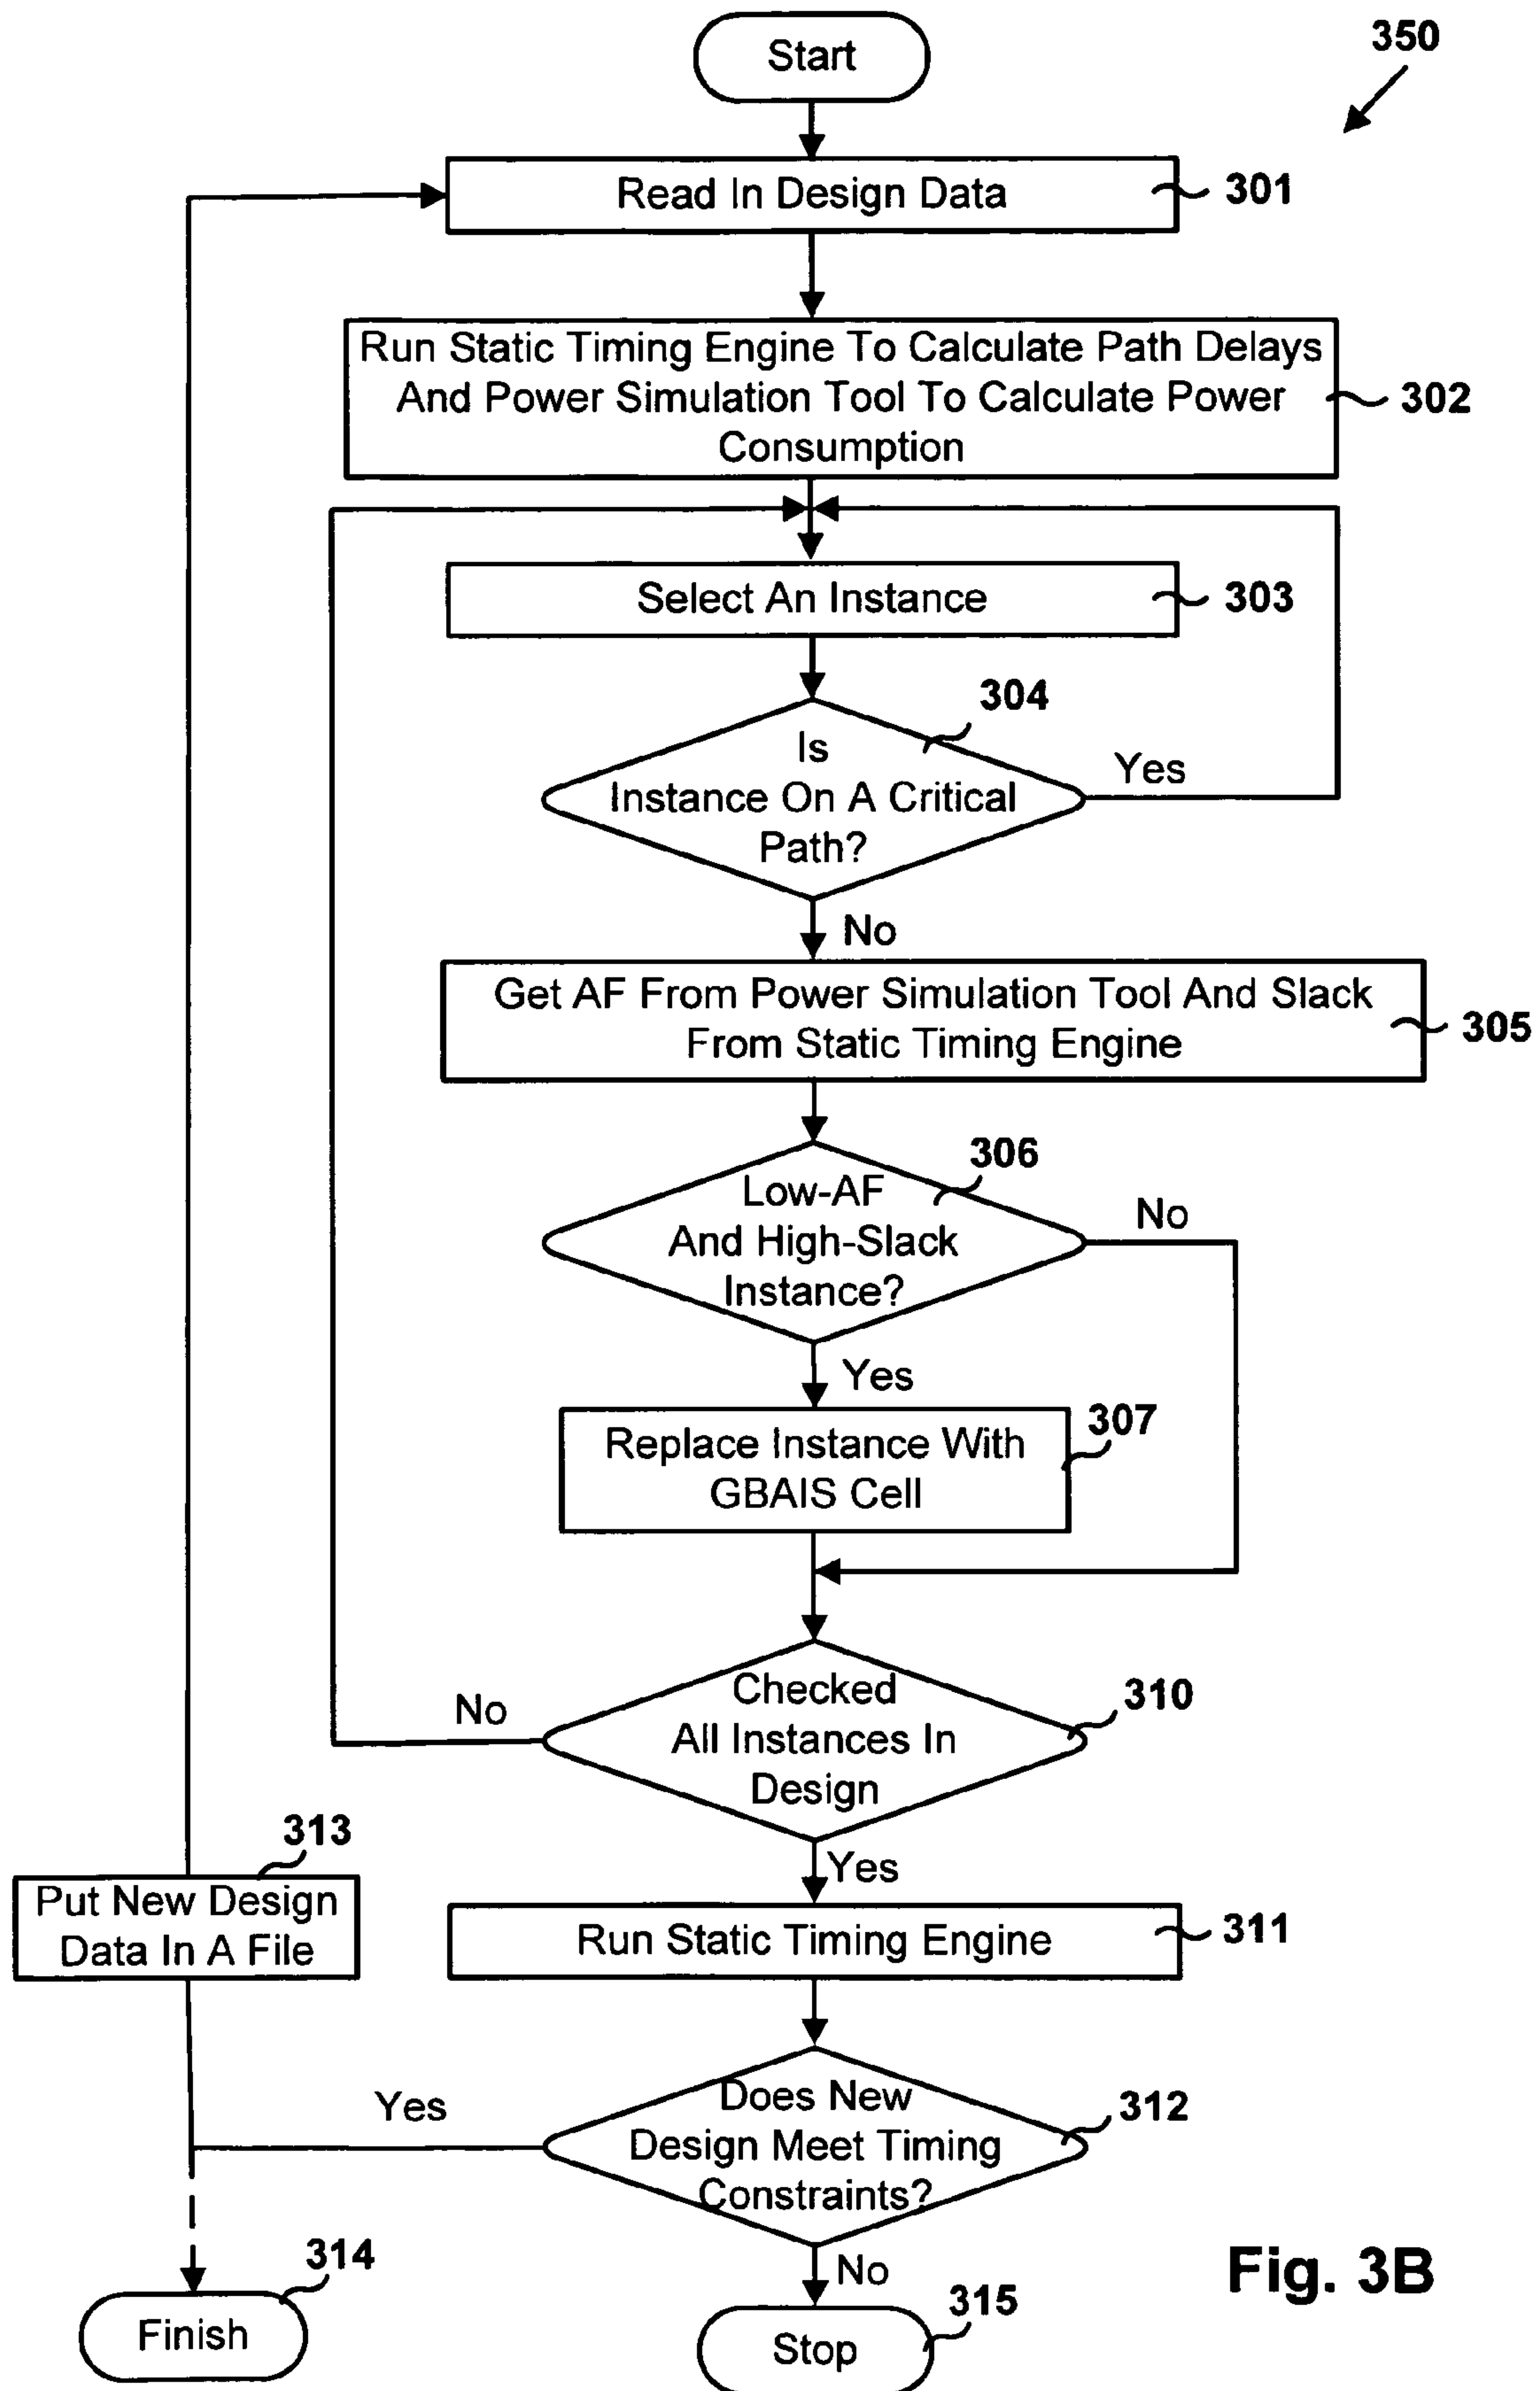 Start
350
Read In Design Data
301
Run Static Timing Engine To Calculate Path Delays
And Power Simulation Tool To Calculate Power
Consumption
302
Select An Instance
303
304
Is
Instance On A Critical
Path?
Yes
No
Get AF From Power Simulation Tool And Slack
From Static Timing Engine
305
306
Low-AF
And High-Slack
Instance?
No
Yes
307
Replace Instance With
GBAIS Cell
Checked
All Instances In
Design
310
No
Yes
313
Put New Design
Data In A File
Run Static Timing Engine
311
Does New
Design Meet Timing
Constraints?
312
Yes
No
314
Finish
315
Stop
Fig. 3B